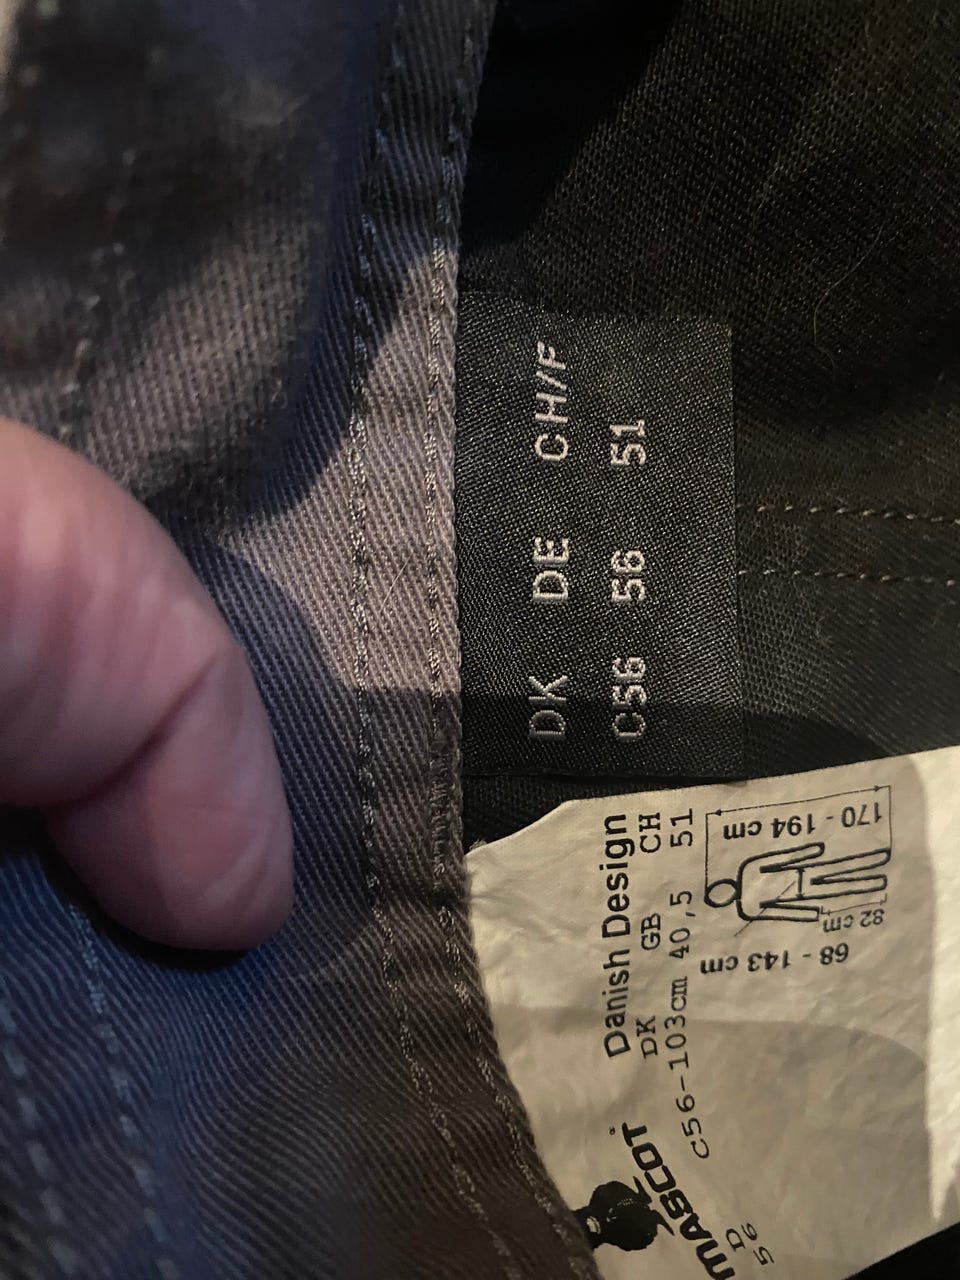 DK DE CH/F
C56 56 51
MASCOT
Danish Design
D DK GB CH
56 C56-103cm 40,5 51
170 - 194 cm
82 cm
68 - 143 cm